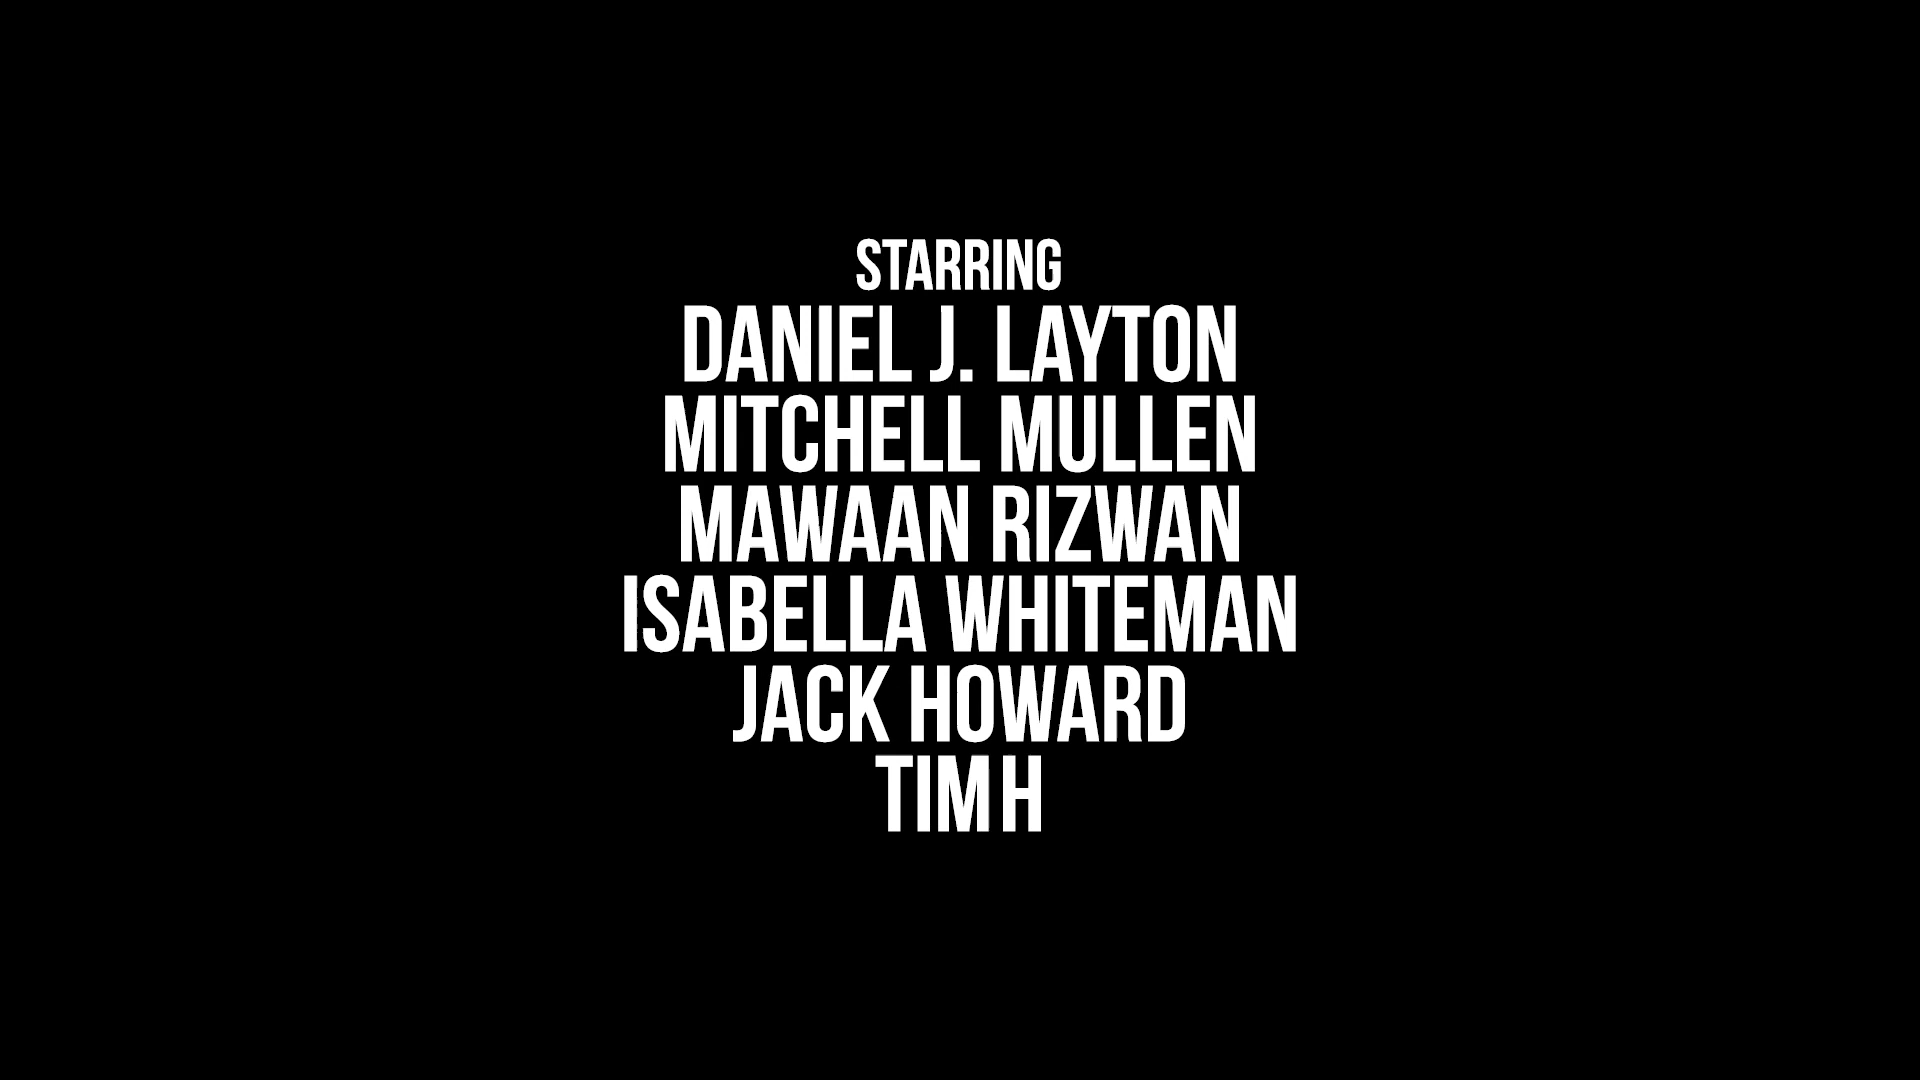 STARRING
DANIEL J. LAYTON
MITCHELL MULLEN
MAWAAN RIZWAN
ISABELLA WHITEMAN
JACK HOWARD
TIM H